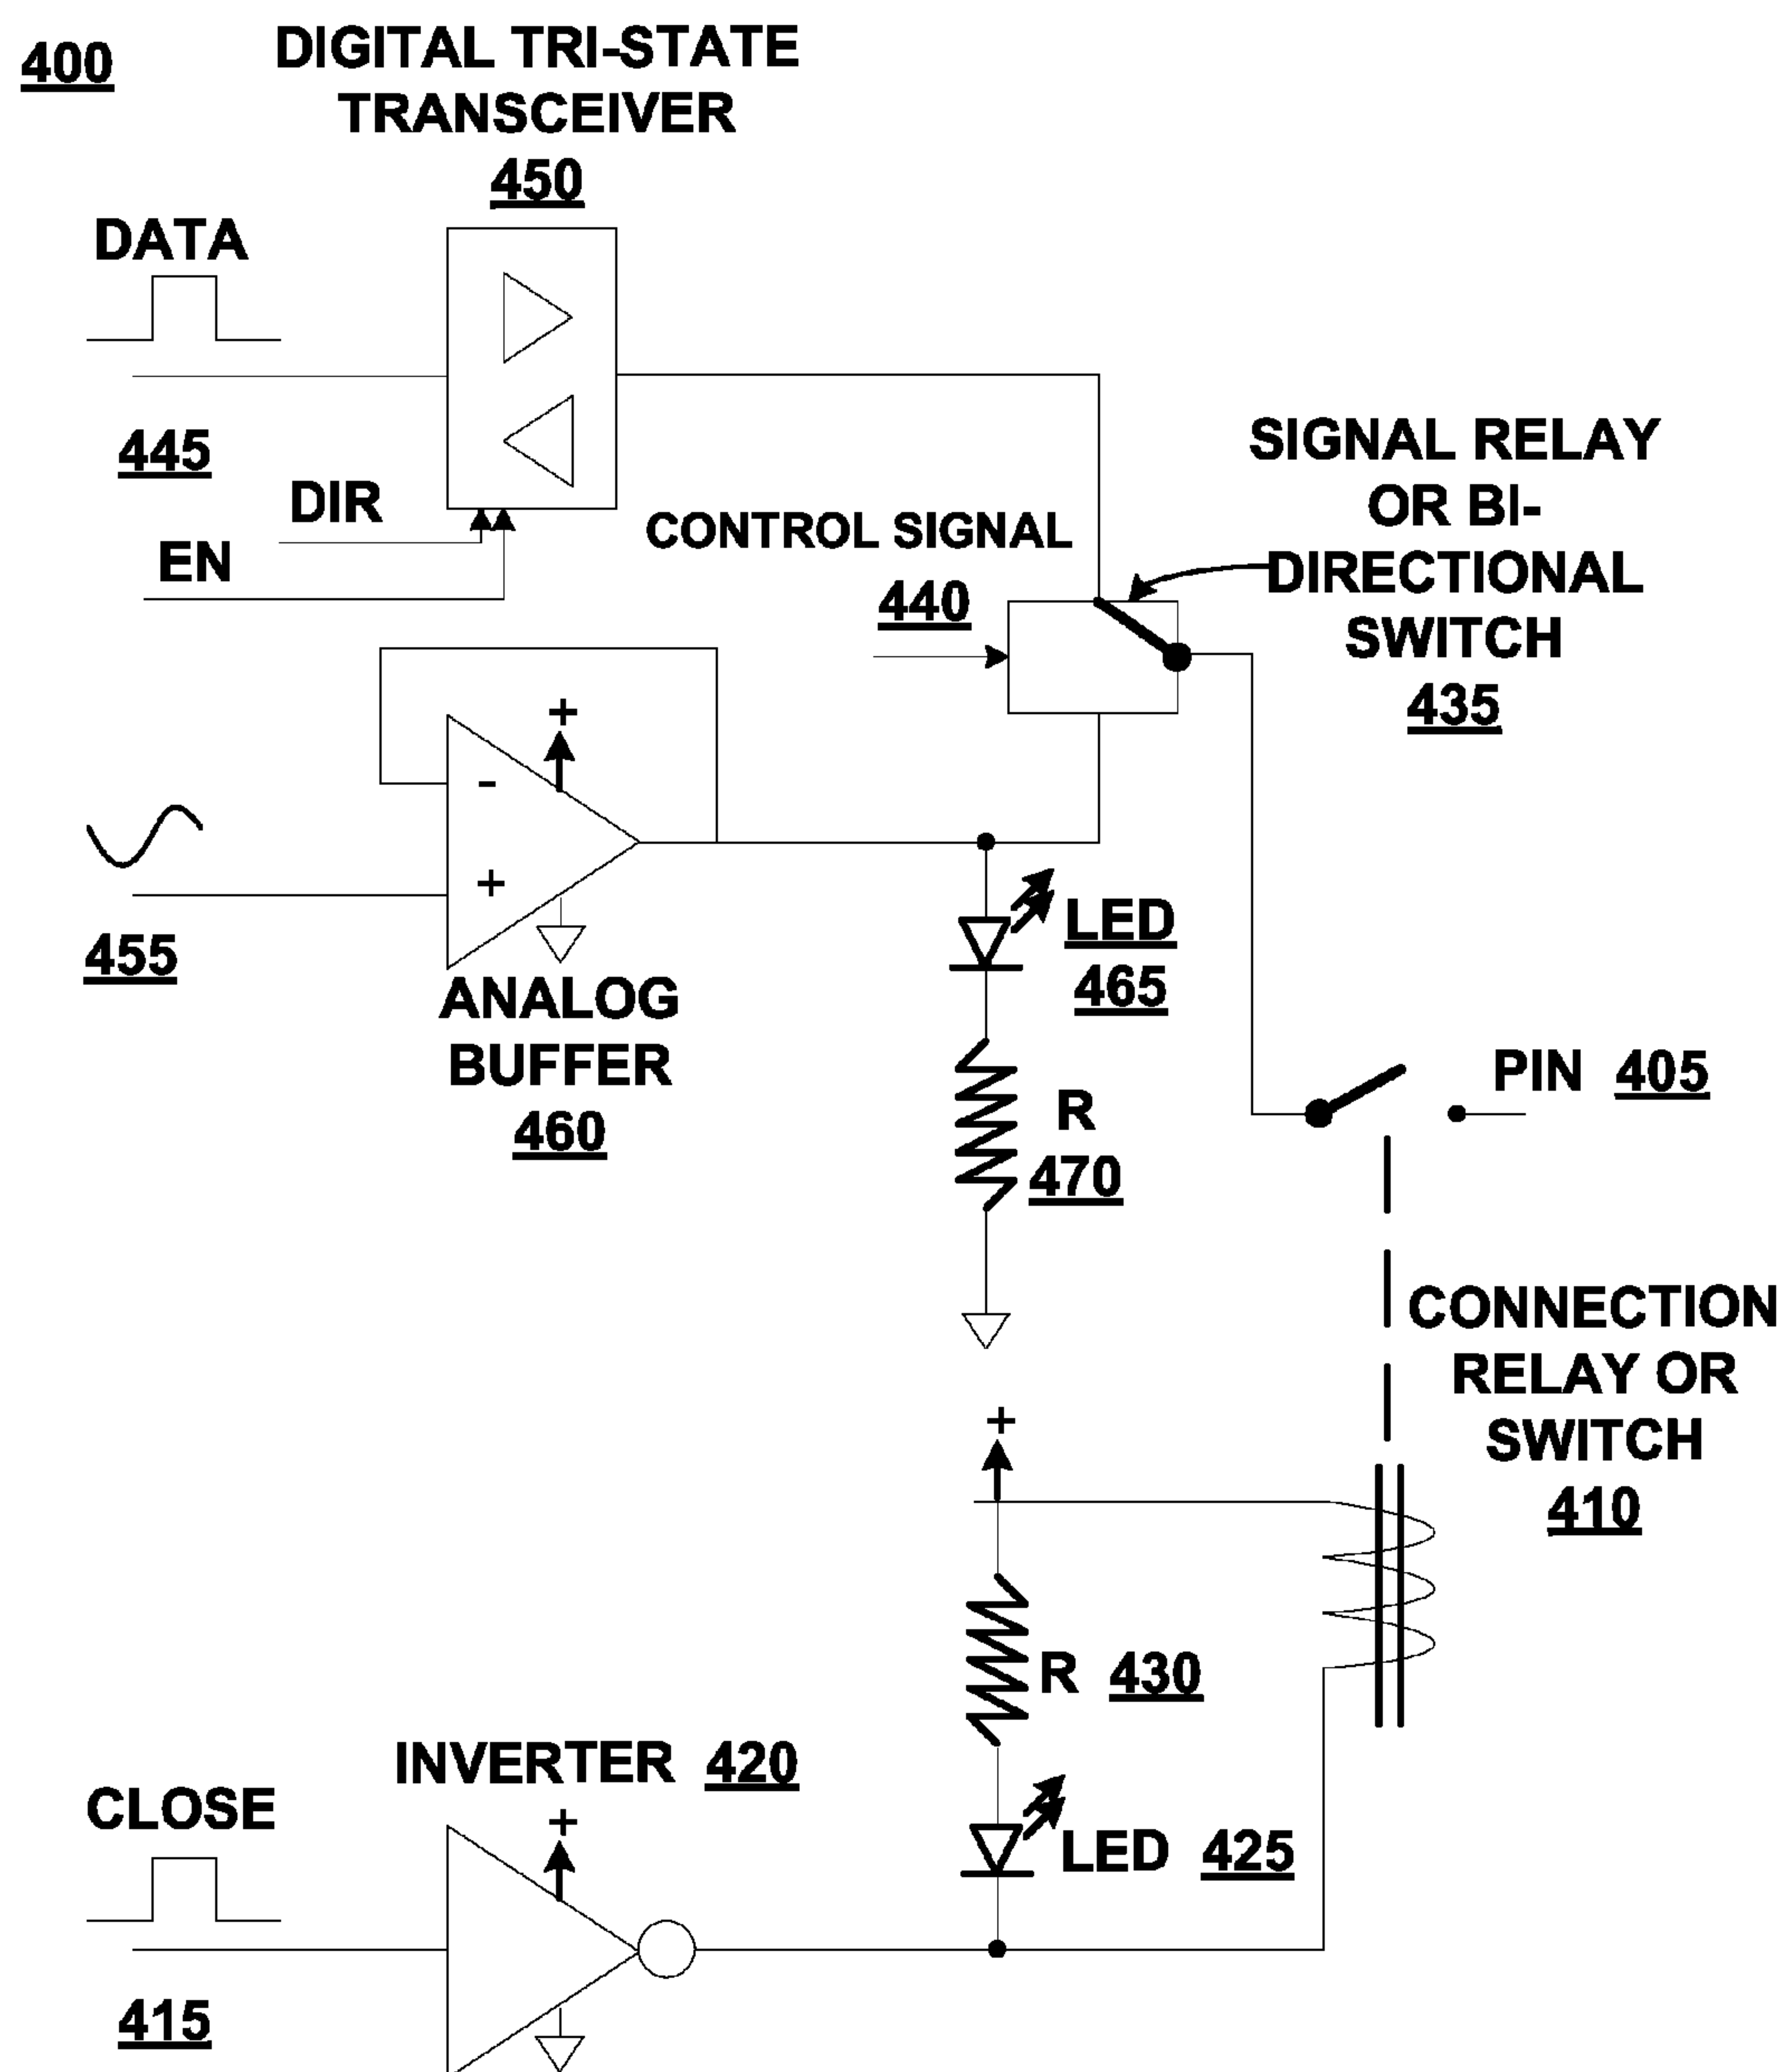 400
DIGITAL TRI-STATE
TRANSCEIVER
450
DATA
445
DIR
EN
CONTROL SIGNAL
440
SIGNAL RELAY
OR BI-
DIRECTIONAL
SWITCH
435
+
-
+
455
ANALOG
BUFFER
460
LED
465
R
470
PIN 405
CONNECTION
RELAY OR
SWITCH
410
+
R 430
INVERTER 420
CLOSE
+
LED 425
415